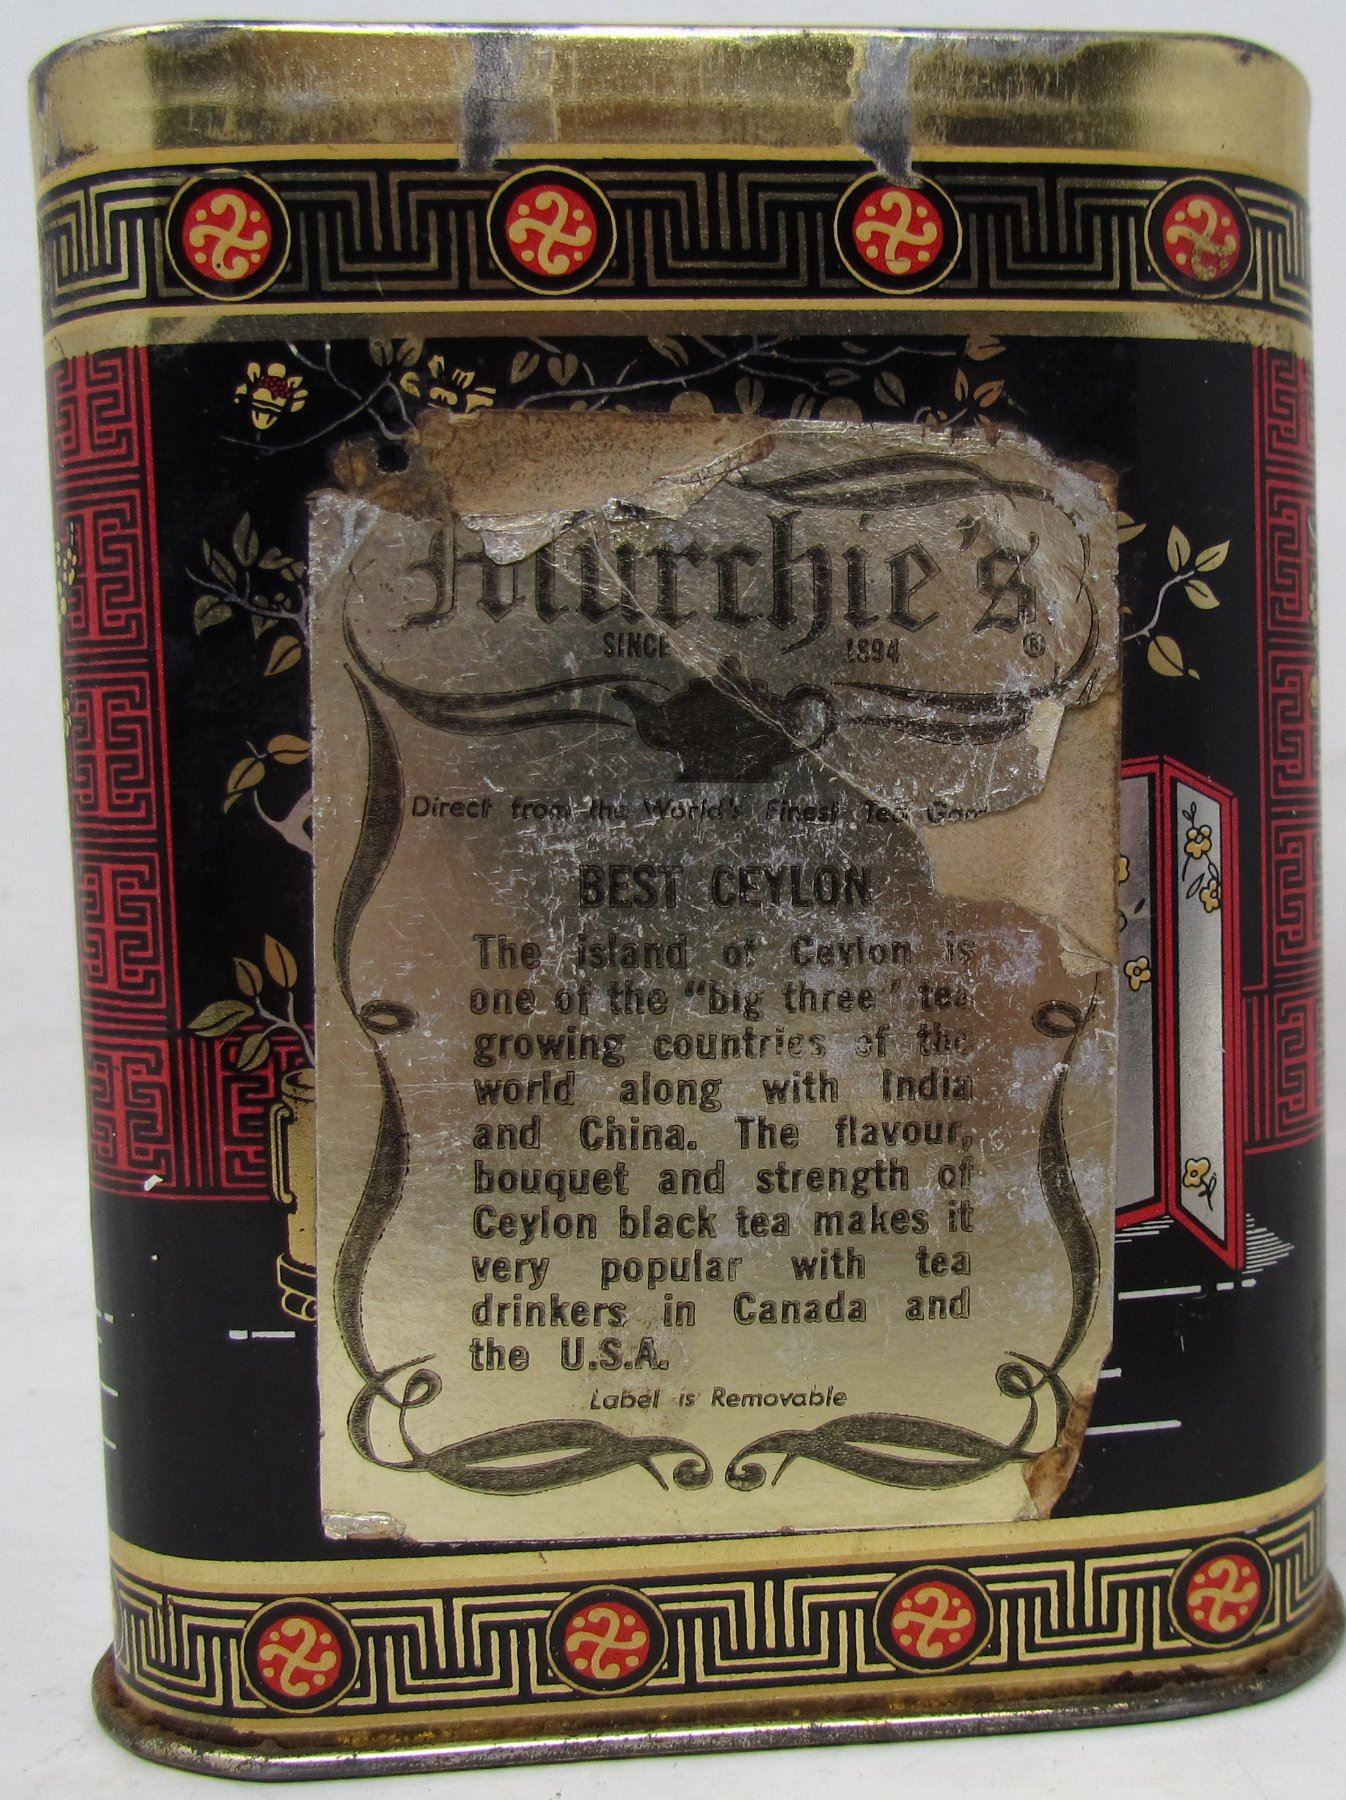 Murchie's
SINCE 1894 ®
Direct from the World's Finest Tea
BEST CEYLON
The island of Ceylon is
one of the “big three” tea
growing countries of the
world along with India
and China. The flavour,
bouquet and strength of
Ceylon black tea makes it
very popular with tea
drinkers in Canada and
the U.S.A.
Label is Removable